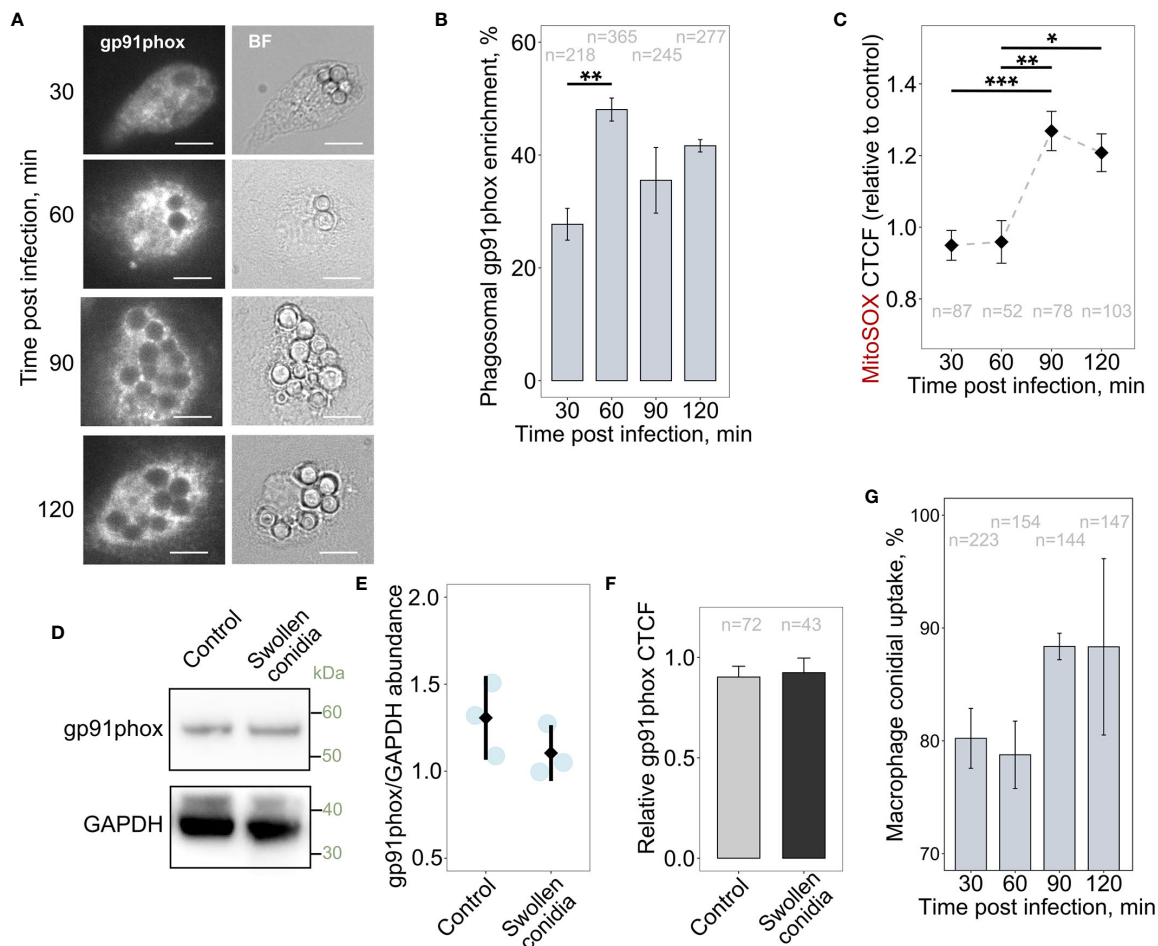 A
gp91phox
BF
30
60
90
120
Time post infection, min
B
n=365
n=277
n=218
n=245
**
60
40
20
0
Phagosomal gp91phox enrichment, %
30
60
90
120
Time post infection, min
C
*
**
***
1.4
1.2
1.0
0.8
MitoSOX CTCF (relative to control)
n=87
n=52
n=78
n=103
30
60
90
120
Time post infection, min
D
Control
Swollen
conidia
kDa
gp91phox
60
50
GAPDH
40
30
E
2.0
1.5
1.0
0.5
gp91phox/GAPDH abundance
Control
Swollen
conidia
F
n=72
n=43
1.0
0.5
0.0
Relative gp91phox CTCF
Control
Swollen
conidia
G
n=154
n=147
n=223
n=144
100
90
80
70
Macrophage conidial uptake, %
30
60
90
120
Time post infection, min